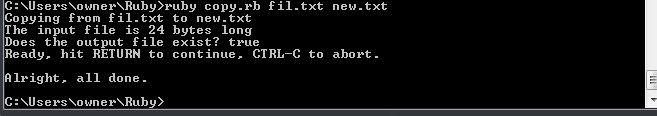 C:\Users\owner\Ruby>ruby copy.rb fil.txt new.txt
Copying from fil.txt to new.txt
The input file is 24 bytes long
Does the output file exist? true
Ready, hit RETURN to continue, CTRL-C to abort.
Alright, all done.
C:\Users\owner\Ruby>